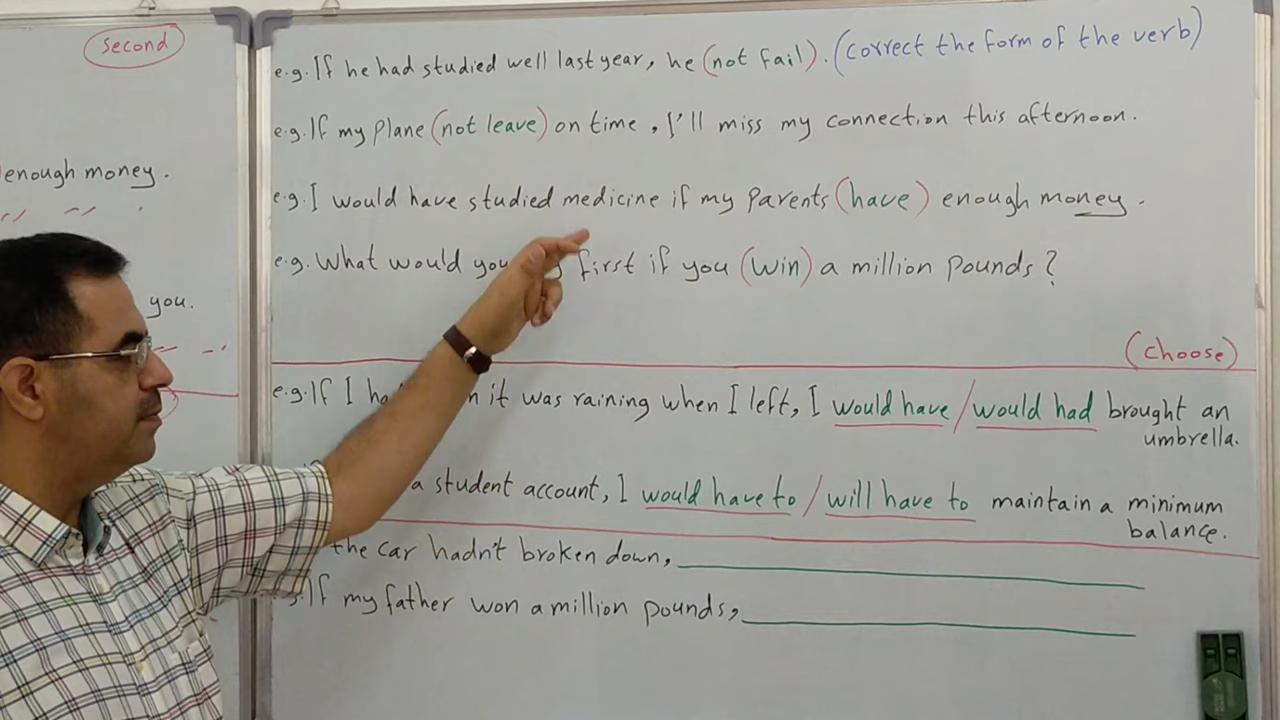 second
enough money.
you.
e.g. If he had studied well last year, he (not fail). (correct the form of the verb)
e.g. If my plane (not leave) on time, I'll miss my connection this afternoon.
e.g. I would have studied medicine if my parents (have) enough money.
e.g. What would you first if you (win) a million pounds?
(choose)
e.g. If I it was raining when I left, I would have / would had brought an
umbrella.
a student account, I would have to / will have to maintain a minimum
balance.
the car hadn't broken down,
If my father won a million pounds,